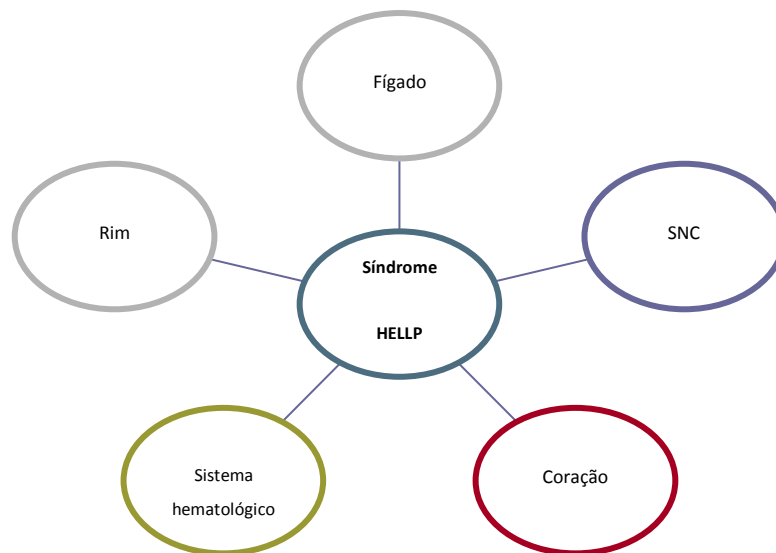 Fígado
Rim
SNC
Síndrome
HELLP
Sistema
hematológico
Coração